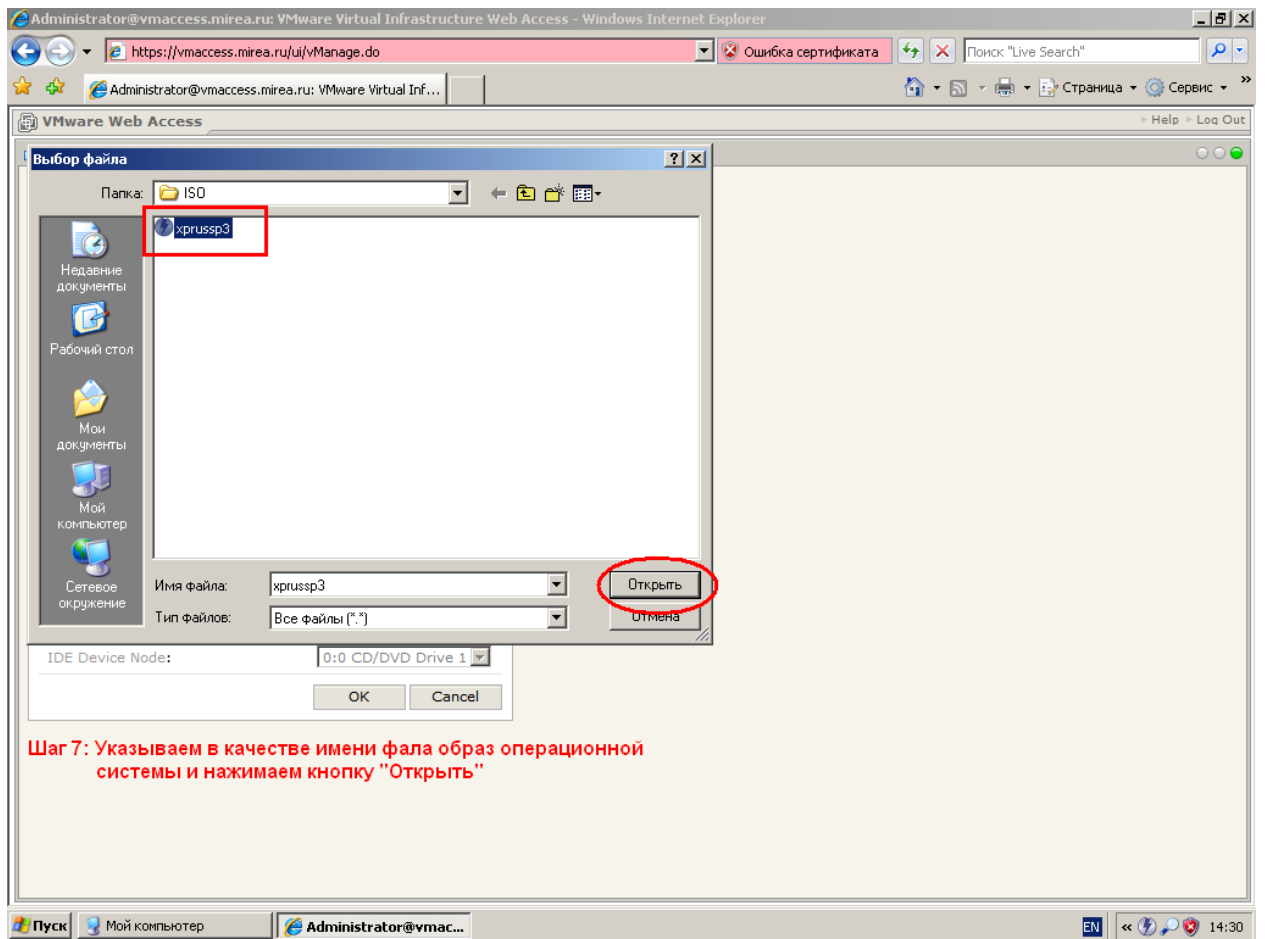 Administrator@vmaccess.mirea.ru: VMware Virtual Infrastructure Web Access - Windows Internet Explorer
https://vmaccess.mirea.ru/ui/vManage.do
Ошибка сертификата
Поиск "Live Search"
Administrator@vmaccess.mirea.ru: VMware Virtual Inf...
Страница
Сервис
»
VMware Web Access
Help
Log Out
Выбор файла
Папка:
ISO
xprussp3
Недавние
документы
Рабочий стол
Мои
документы
Мой
компьютер
Сетевое
окружение
Имя файла:
xprussp3
Открыть
Тип файлов:
Все файлы (*.*)
Отмена
IDE Device Node:
0:0 CD/DVD Drive 1
OK
Cancel
Шаг 7: Указываем в качестве имени фала образ операционной
системы и нажимаем кнопку "Открыть"
Пуск
Мой компьютер
Administrator@vmac...
EN
«
14:30